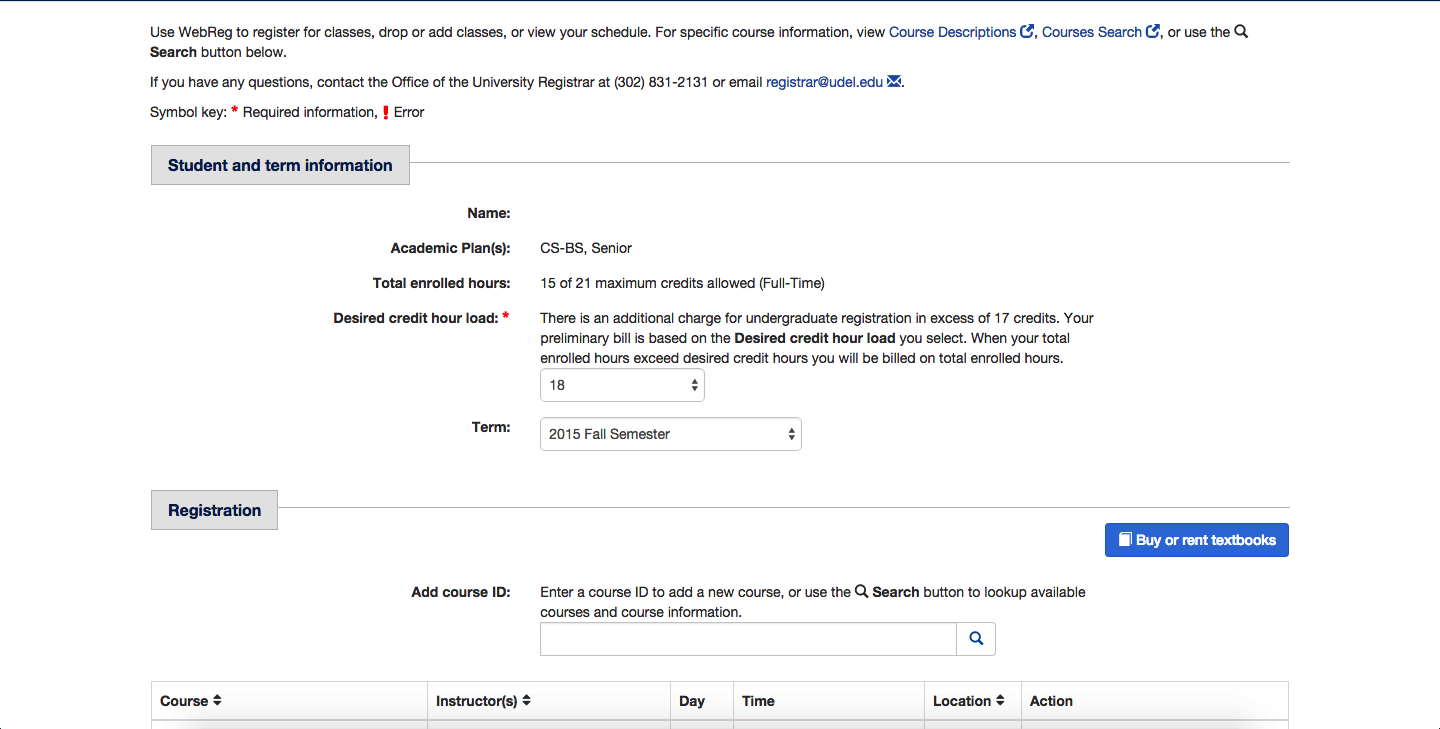 Use WebReg to register for classes, drop or add classes, or view your schedule. For specific course information, view Course Descriptions, Courses Search, or use the
Search button below.
If you have any questions, contact the Office of the University Registrar at (302) 831-2131 or email registrar@udel.edu.
Symbol key: * Required information, ! Error
Student and term information
Name:
Academic Plan(s): CS-BS, Senior
Total enrolled hours: 15 of 21 maximum credits allowed (Full-Time)
Desired credit hour load: * There is an additional charge for undergraduate registration in excess of 17 credits. Your
preliminary bill is based on the Desired credit hour load you select. When your total
enrolled hours exceed desired credit hours you will be billed on total enrolled hours.
18
Term: 2015 Fall Semester
Registration
Buy or rent textbooks
Add course ID: Enter a course ID to add a new course, or use the Search button to lookup available
courses and course information.
Course Instructor(s) Day Time Location Action